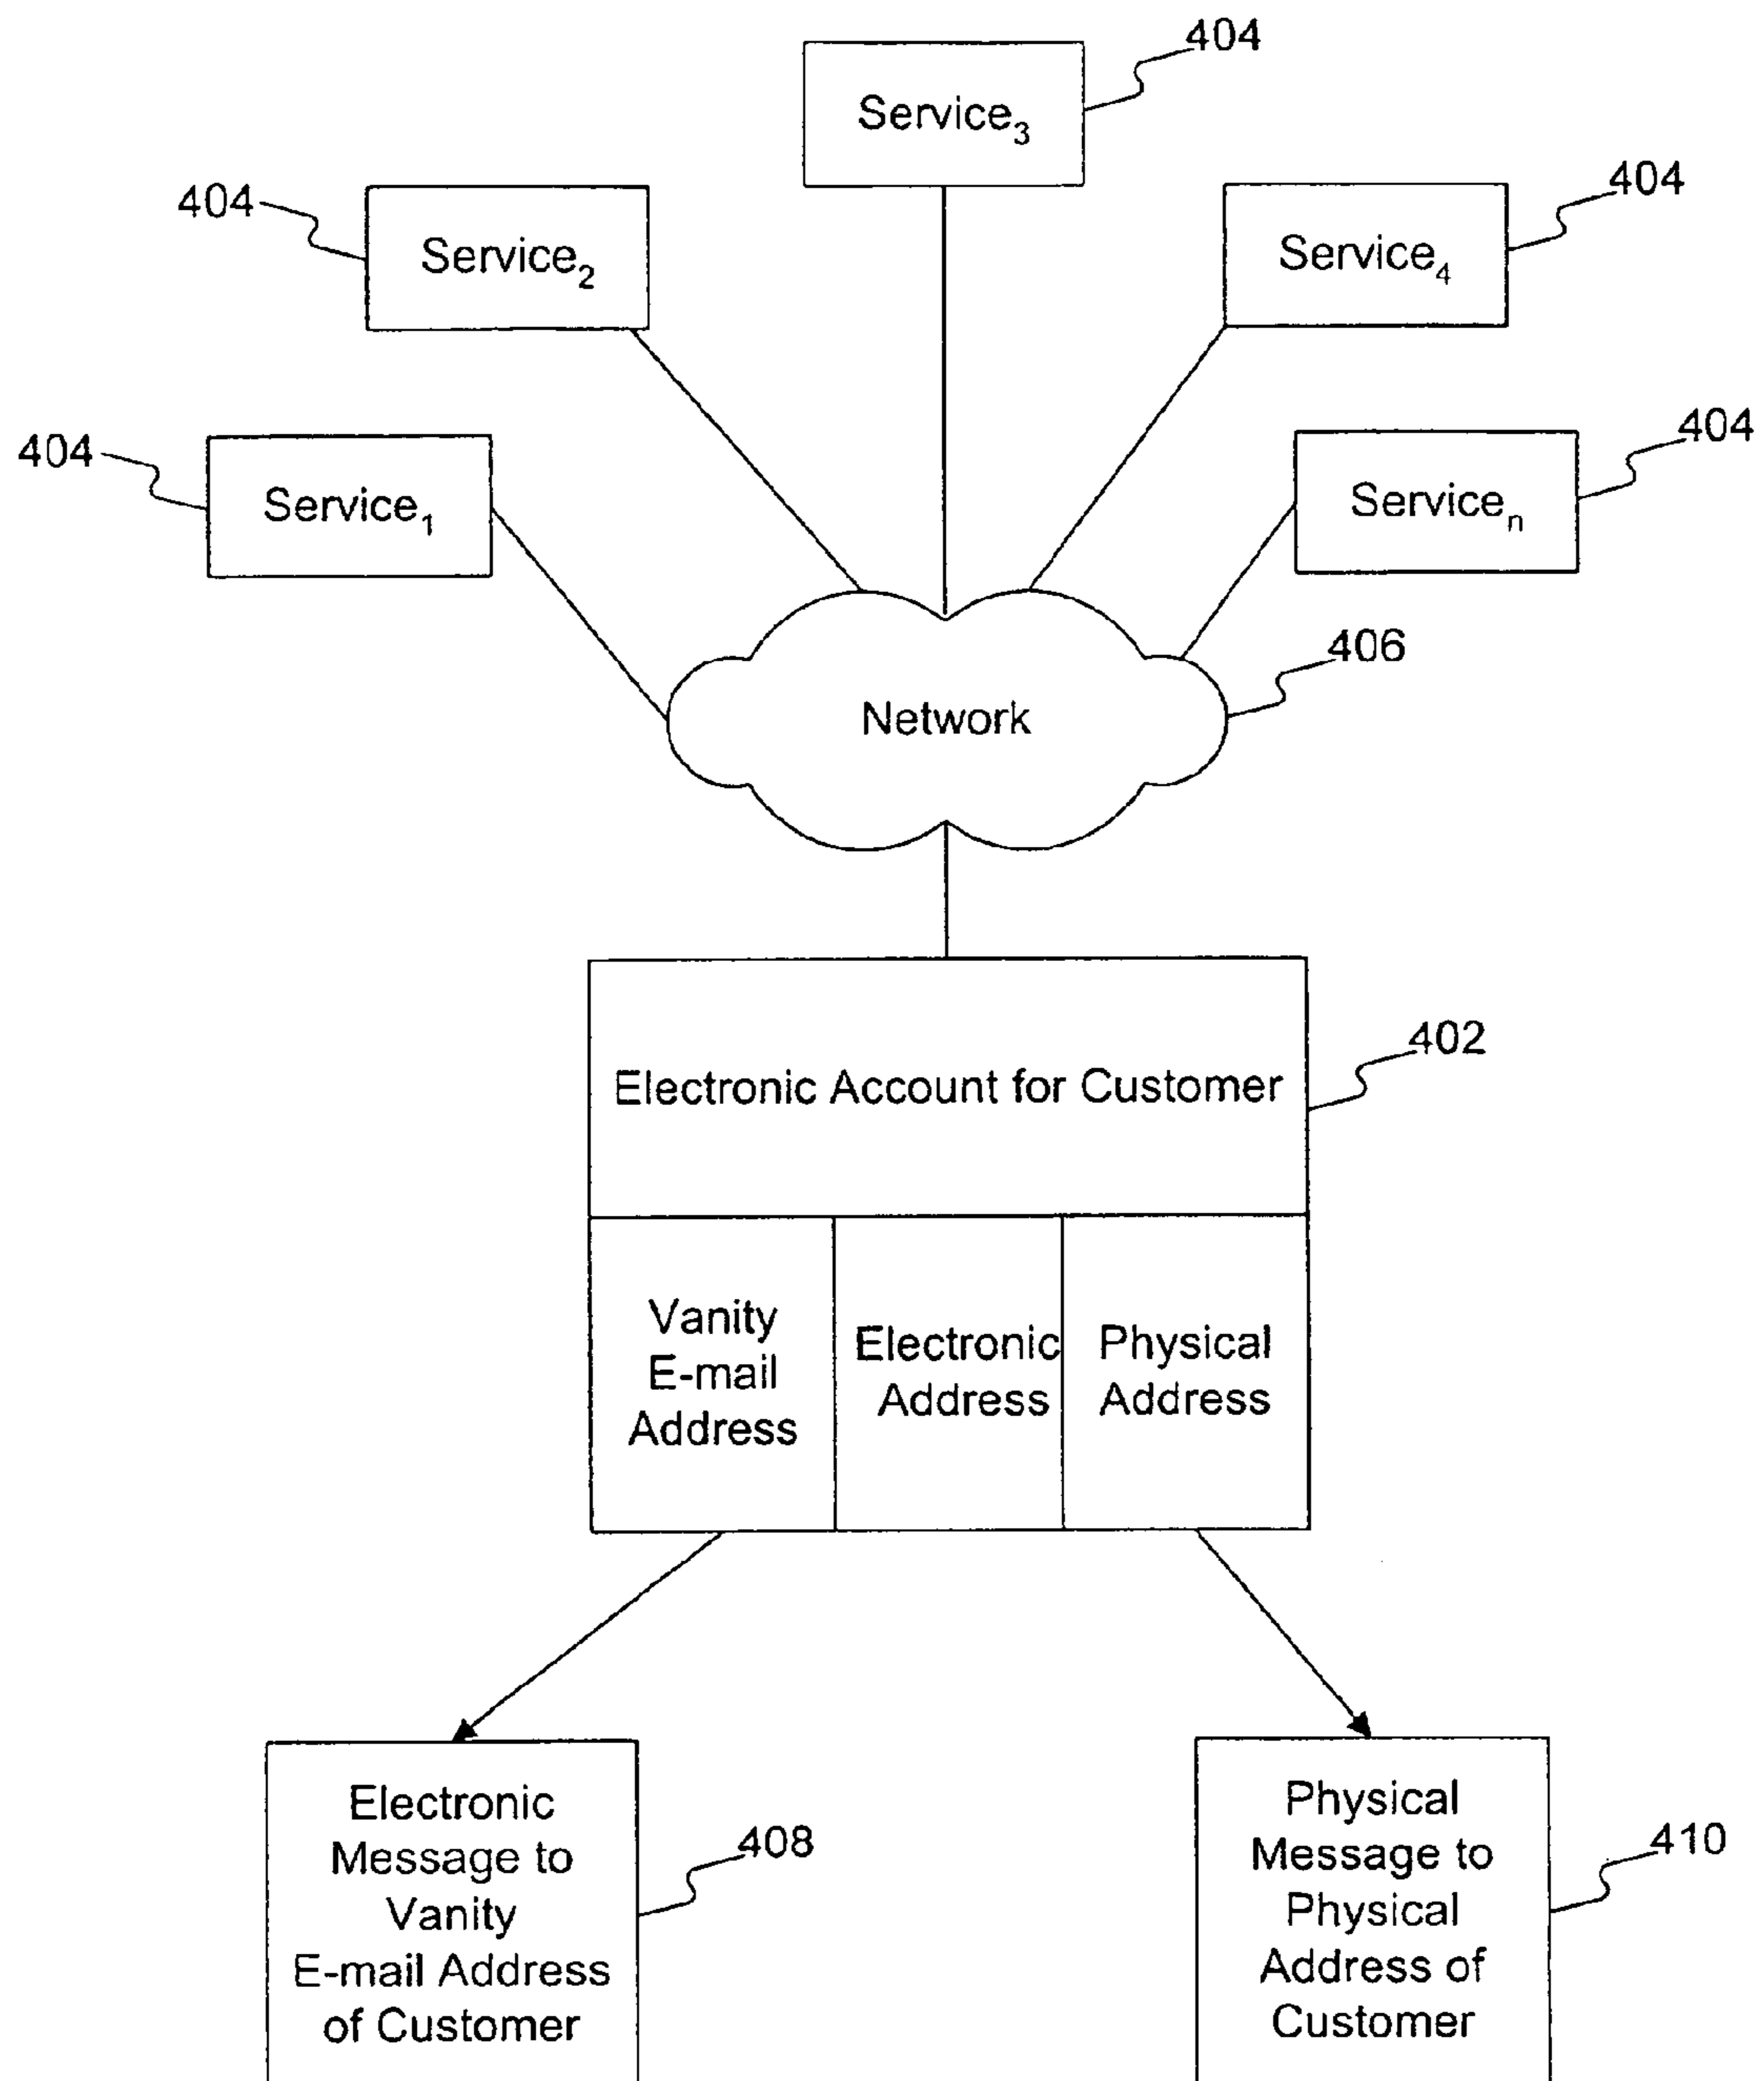 404
Service3
404
Service2
404
Service4
404
Service1
404
Servicen
Network
406
Electronic Account for Customer
402
Vanity
E-mail
Address
Electronic
Address
Physical
Address
Electronic
Message to
Vanity
E-mail Address
of Customer
408
Physical
Message to
Physical
Address of
Customer
410